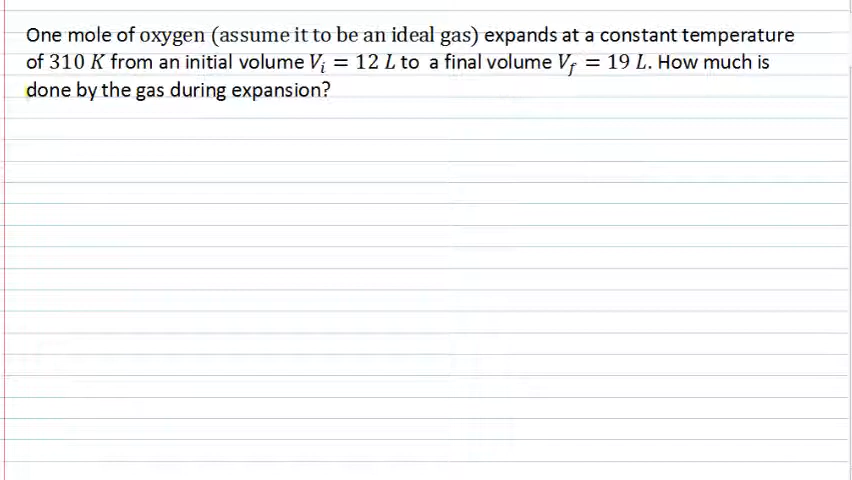 One mole of oxygen (assume it to be an ideal gas) expands at a constant temperature
of 310 K from an initial volume Vᵢ = 12 L to a final volume V_f = 19 L. How much is
done by the gas during expansion?